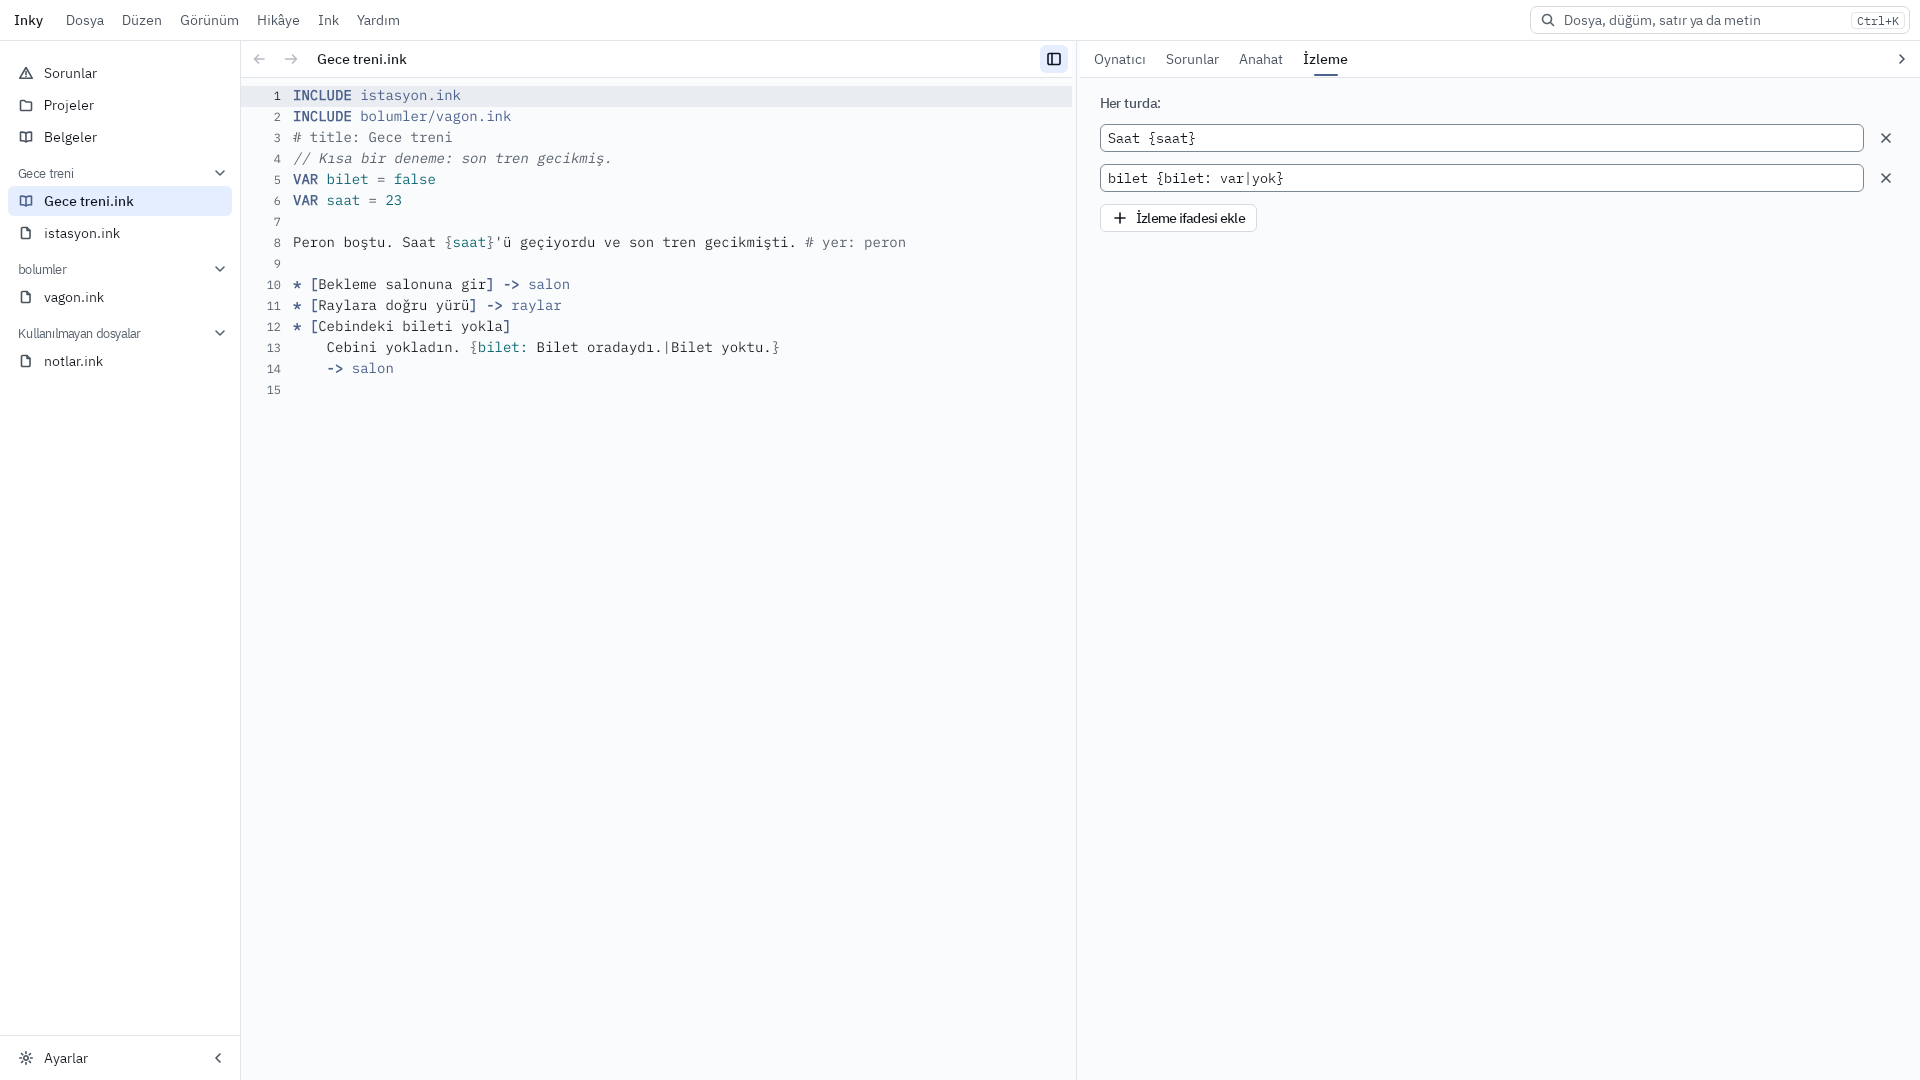 Inky Dosya Düzen Görünüm Hikâye Ink Yardım
Dosya, düğüm, satır ya da metin Ctrl+K
Sorunlar
Projeler
Belgeler
Gece treni
Gece treni.ink
istasyon.ink
bolumler
vagon.ink
Kullanılmayan dosyalar
notlar.ink
Ayarlar
Gece treni.ink
1 INCLUDE istasyon.ink
2 INCLUDE bolumler/vagon.ink
3 # title: Gece treni
4 // Kısa bir deneme: son tren gecikmiş.
5 VAR bilet = false
6 VAR saat = 23
7
8 Peron boştu. Saat {saat}'ü geçiyordu ve son tren gecikmişti. # yer: peron
9
10 * [Bekleme salonuna gir] -> salon
11 * [Raylara doğru yürü] -> raylar
12 * [Cebindeki bileti yokla]
13 Cebini yokladın. {bilet: Bilet oradaydı.|Bilet yoktu.}
14 -> salon
15
Oynatıcı Sorunlar Anahat İzleme
Her turda:
Saat {saat}
bilet {bilet: var|yok}
İzleme ifadesi ekle